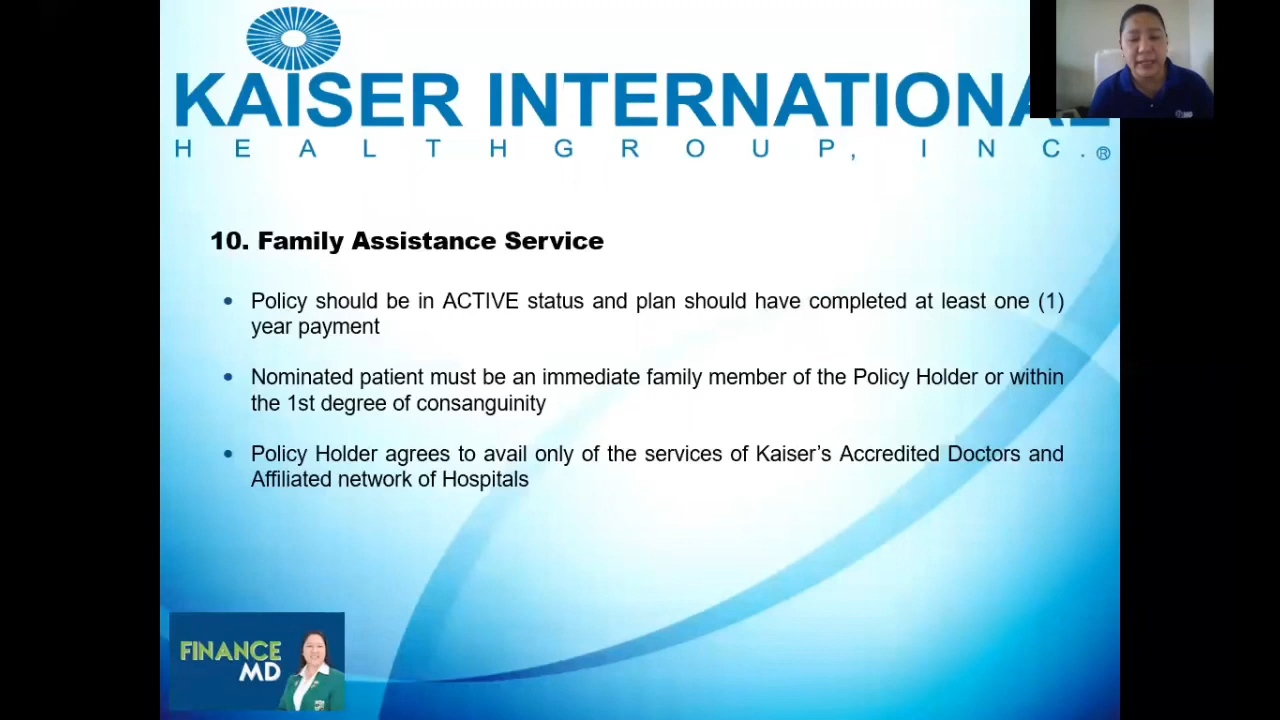 KAISER INTERNATIONAL
HEALTHGROUP, INC.®
10. Family Assistance Service
• Policy should be in ACTIVE status and plan should have completed at least one (1)
year payment
• Nominated patient must be an immediate family member of the Policy Holder or within
the 1st degree of consanguinity
• Policy Holder agrees to avail only of the services of Kaiser’s Accredited Doctors and
Affiliated network of Hospitals
FINANCE
MD